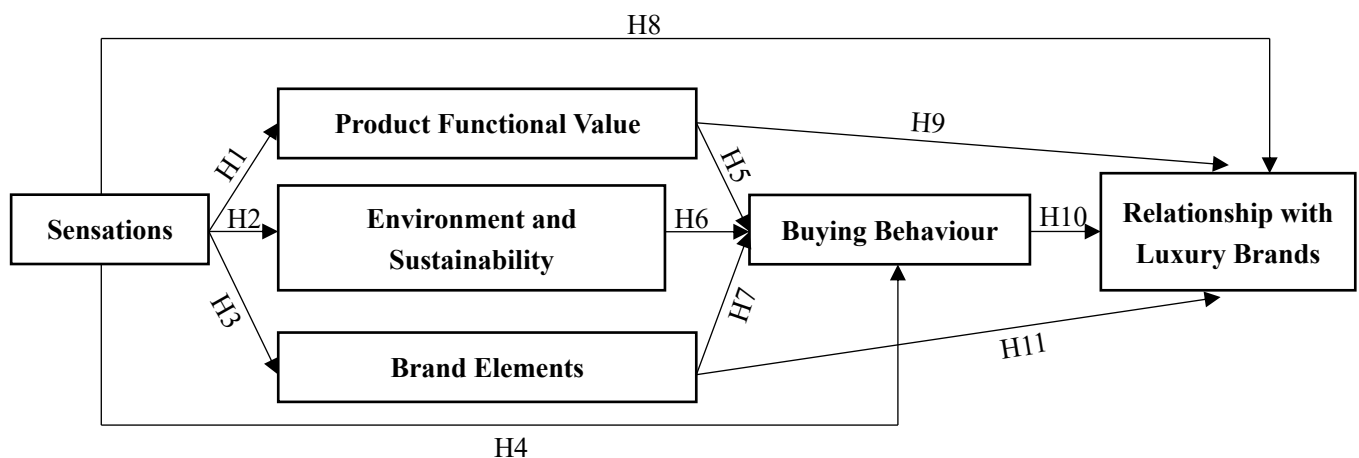 H8
Product Functional Value
H9
H1
H5
Sensations
H2
Environment and
Sustainability
H6
Buying Behaviour
H10
Relationship with
Luxury Brands
H3
H7
Brand Elements
H11
H4